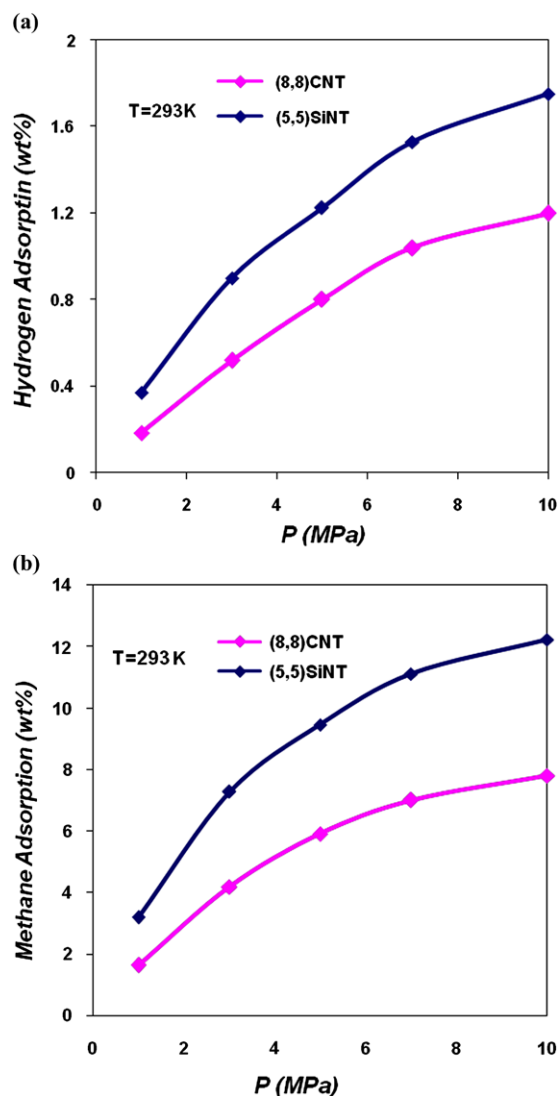 (a)
2
1.6
1.2
0.8
0.4
0
Hydrogen Adsorptin (wt%)
T=293K
(8,8)CNT
(5,5)SiNT
0 2 4 6 8 10
P (MPa)
(b)
14
12
10
8
6
4
2
0
Methane Adsorption (wt%)
T=293K
(8,8)CNT
(5,5)SiNT
0 2 4 6 8 10
P (MPa)